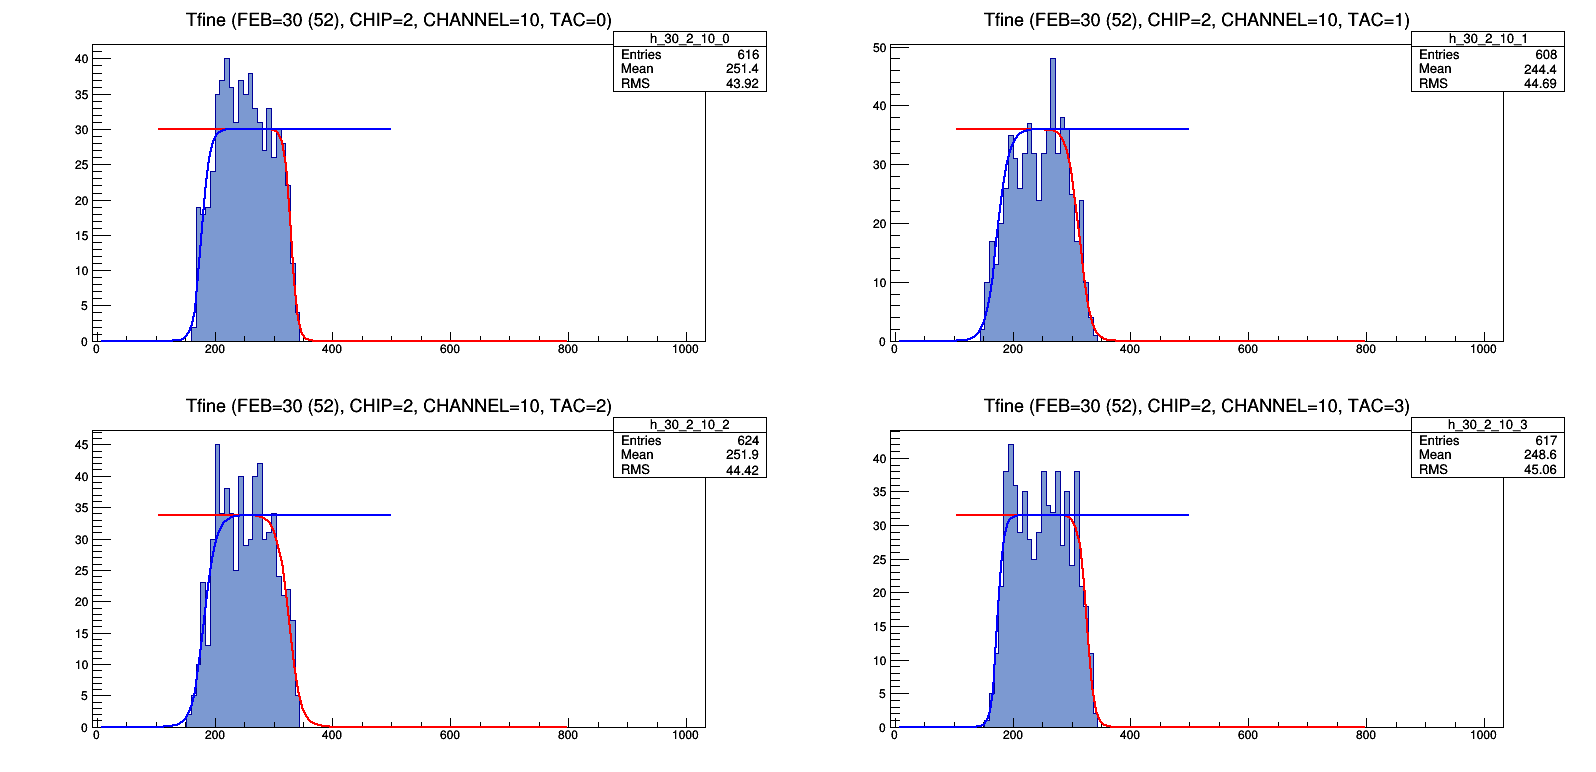 Tfine (FEB=30 (52), CHIP=2, CHANNEL=10, TAC=0)
h_30_2_10_0
Entries 616
Mean 251.4
RMS 43.92
40
35
30
25
20
15
10
5
0
0 200 400 600 800 1000
Tfine (FEB=30 (52), CHIP=2, CHANNEL=10, TAC=1)
h_30_2_10_1
Entries 608
Mean 244.4
RMS 44.69
50
40
30
20
10
0
0 200 400 600 800 1000
Tfine (FEB=30 (52), CHIP=2, CHANNEL=10, TAC=2)
h_30_2_10_2
Entries 624
Mean 251.9
RMS 44.42
45
40
35
30
25
20
15
10
5
0
0 200 400 600 800 1000
Tfine (FEB=30 (52), CHIP=2, CHANNEL=10, TAC=3)
h_30_2_10_3
Entries 617
Mean 248.6
RMS 45.06
40
35
30
25
20
15
10
5
0
0 200 400 600 800 1000